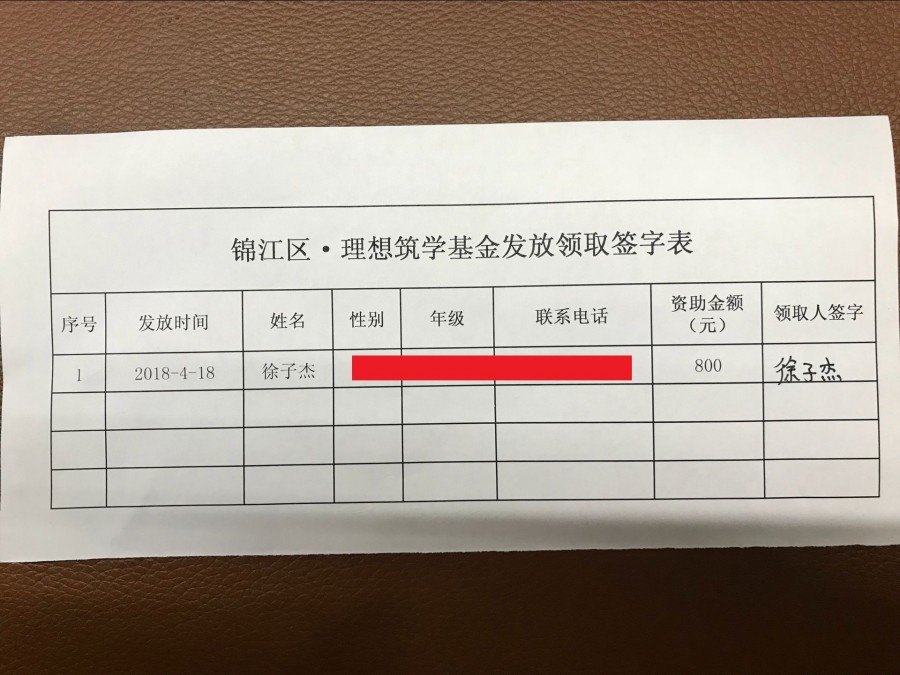 锦江区·理想筑学基金发放领取签字表
序号 发放时间 姓名 性别 年级 联系电话 资助金额（元） 领取人签字
1 2018-4-18 徐子杰 800 徐子杰